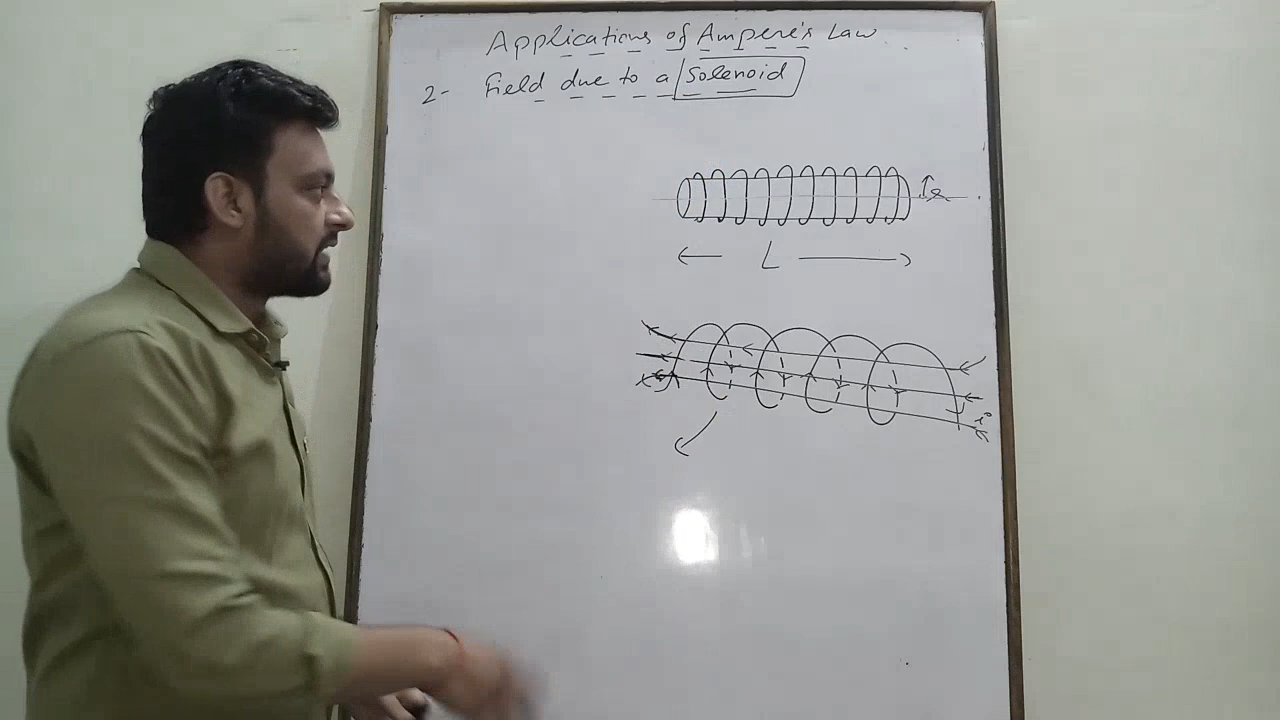 Applications of Ampere's Law
2- Field due to a Solenoid
L
i